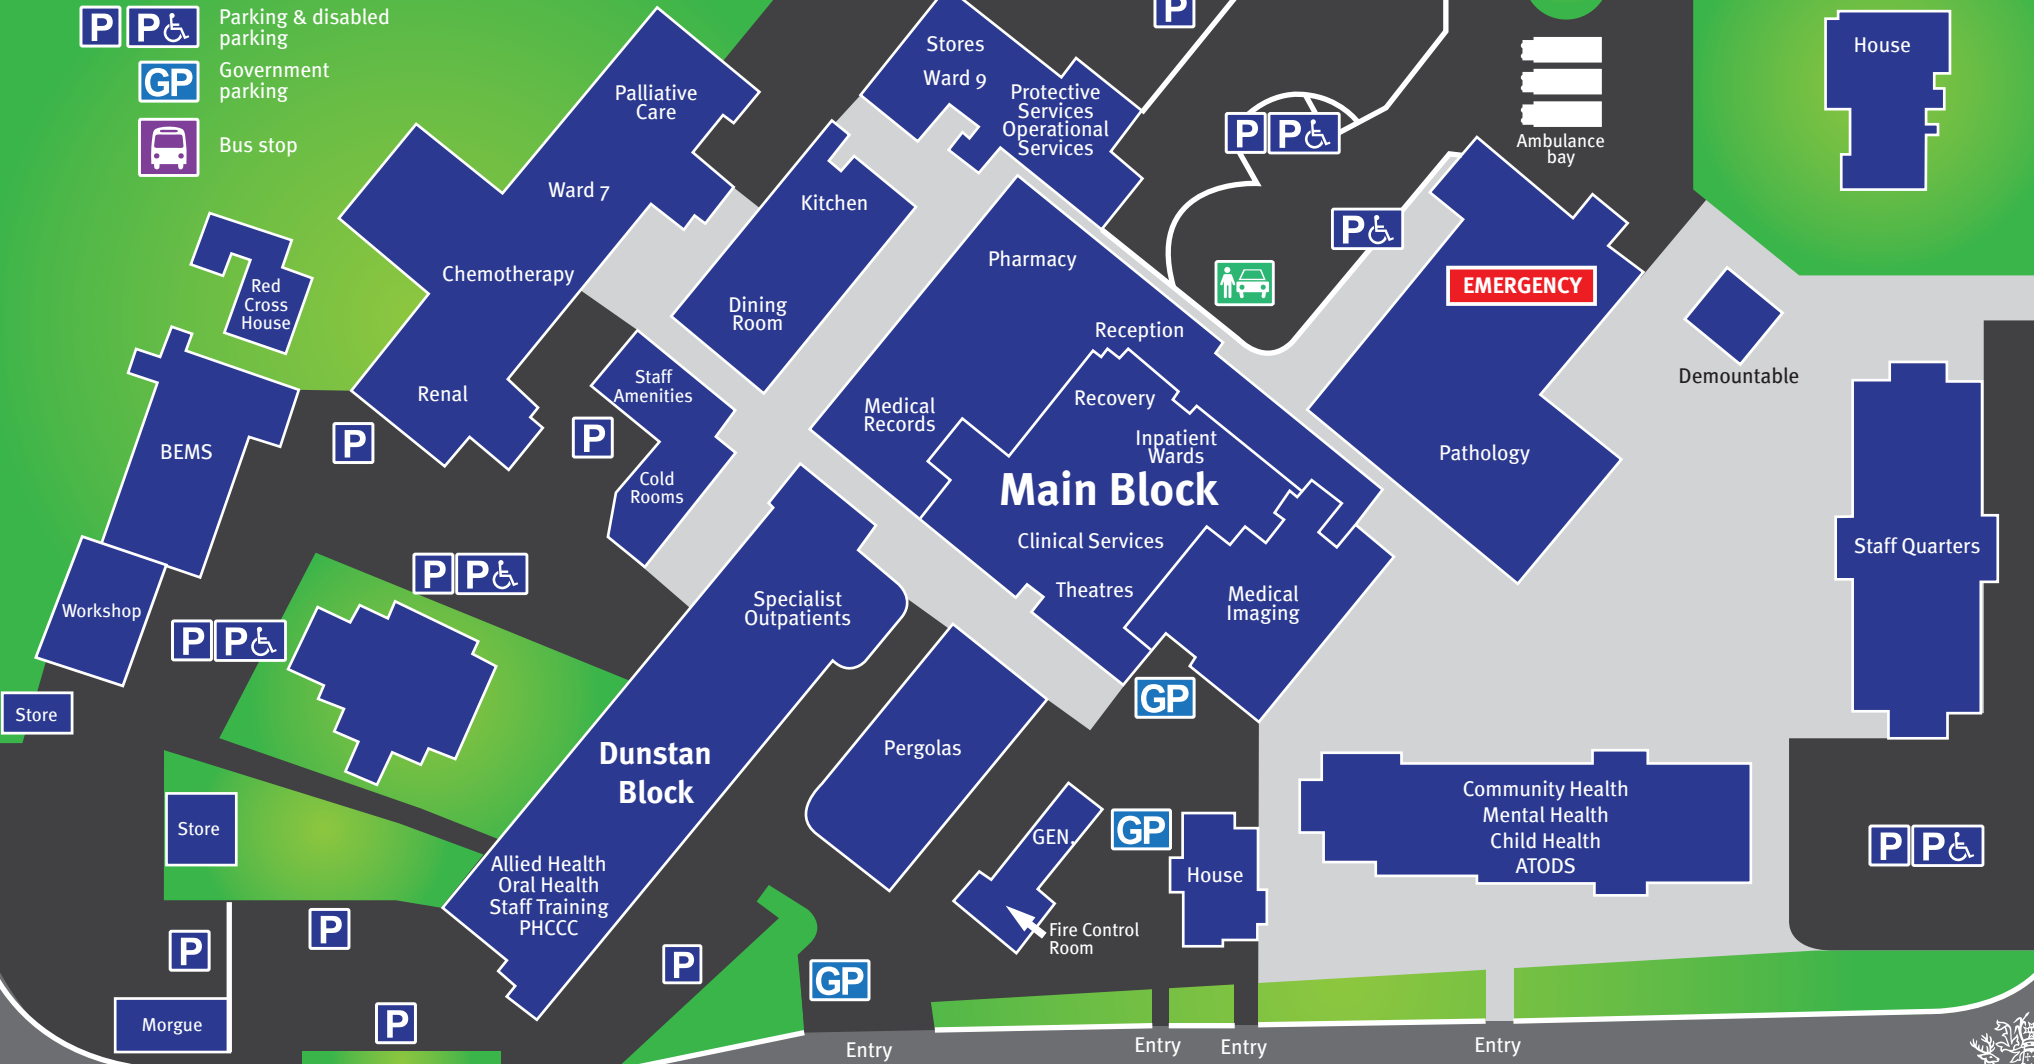 P
P
Parking & disabled
parking
GP
Government
parking
Bus stop
P
Stores
Ward 9
Protective
Services
Operational
Services
Palliative
Care
Ward 7
Chemotherapy
Renal
Kitchen
Dining
Room
P
P
P
Ambulance
bay
House
Red
Cross
House
BEMS
Workshop
Store
P
P
Staff
Amenities
Cold
Rooms
Pharmacy
Reception
Medical
Records
Recovery
Inpatient
Wards
Main Block
Clinical Services
Theatres
Medical
Imaging
EMERGENCY
Pathology
Demountable
Staff Quarters
P
P
P
P
Specialist
Outpatients
Dunstan
Block
Allied Health
Oral Health
Staff Training
PHCCC
Pergolas
GP
GEN.
GP
House
Fire Control
Room
Community Health
Mental Health
Child Health
ATODS
P
P
Store
P
P
Morgue
P
P
GP
Entry
Entry
Entry
Entry